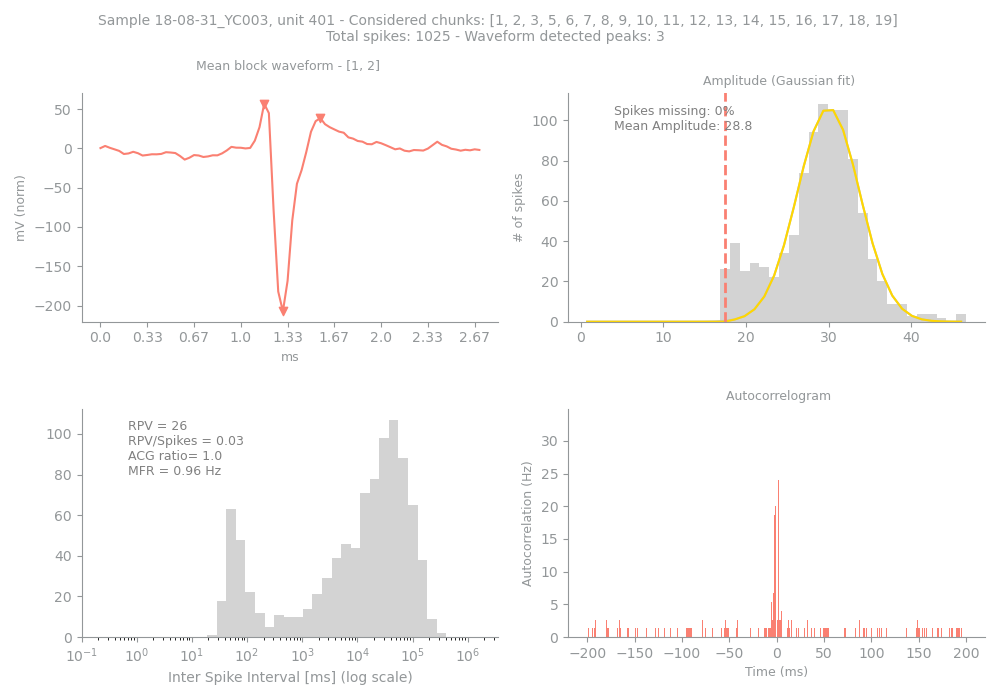 Sample 18-08-31_YC003, unit 401 - Considered chunks: [1, 2, 3, 5, 6, 7, 8, 9, 10, 11, 12, 13, 14, 15, 16, 17, 18, 19]
Total spikes: 1025 - Waveform detected peaks: 3
Mean block waveform - [1, 2]
50
0
−50
−100
−150
−200
mV (norm)
0.0 0.33 0.67 1.0 1.33 1.67 2.0 2.33 2.67
ms
Amplitude (Gaussian fit)
Spikes missing: 0%
Mean Amplitude: 28.8
100
80
60
40
20
0
# of spikes
0 10 20 30 40
RPV = 26
RPV/Spikes = 0.03
ACG ratio= 1.0
MFR = 0.96 Hz
100
80
60
40
20
0
10⁻¹ 10⁰ 10¹ 10² 10³ 10⁴ 10⁵ 10⁶
Inter Spike Interval [ms] (log scale)
Autocorrelogram
30
25
20
15
10
5
0
Autocorrelation (Hz)
−200 −150 −100 −50 0 50 100 150 200
Time (ms)